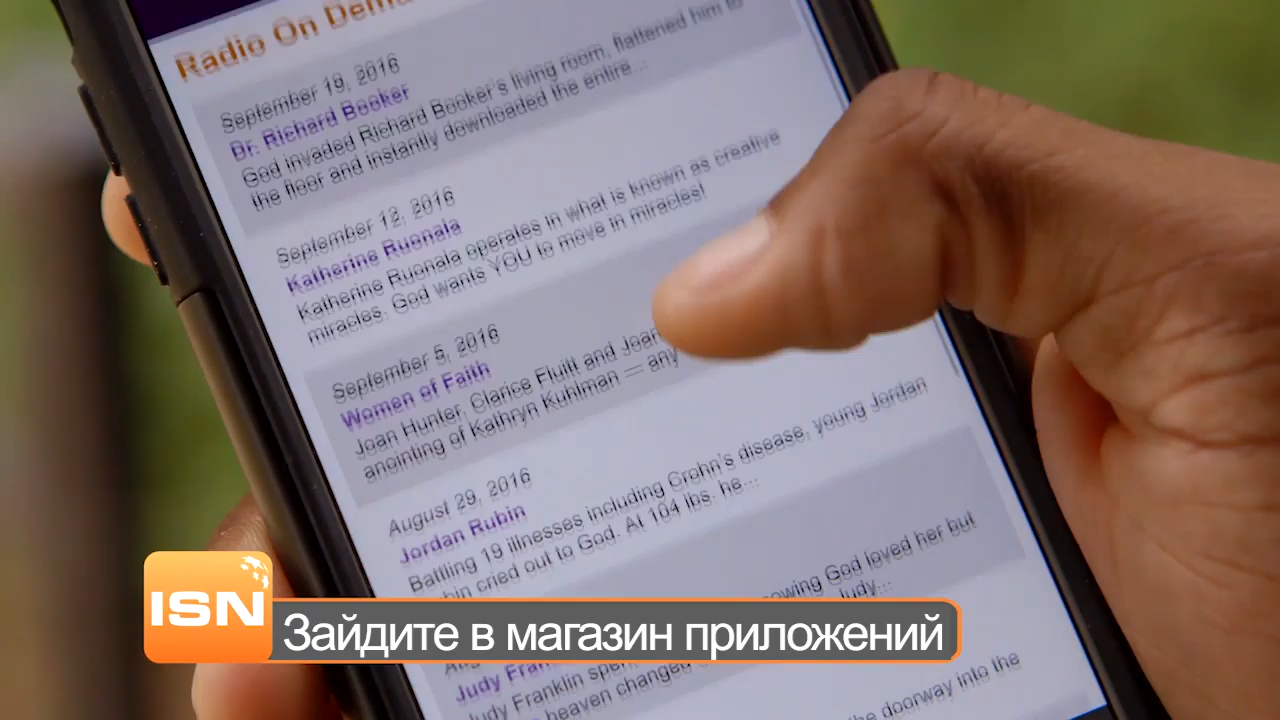 Radio On Dema
September 19, 2016
Dr. Richard Booker
God invaded Richard Booker's living room, flattened him to
the floor and instantly downloaded the entire...
September 12, 2016
Katherine Ruonala
Katherine Ruonala operates in what is known as creative
miracles. God wants YOU to move in miracles!
September 5, 2016
Women of Faith
Joan Hunter, Clarice Fluitt and Joan
anointing of Kathryn Kuhlman — any
August 29, 2016
Jordan Rubin
Battling 19 illnesses including Crohn's disease, young Jordan
bin cried out to God. At 104 lbs. he...
owing God loved her but
Judy...
Judy Fran
Judy Franklin spen
heaven changed
the doorway into the
ISN
Зайдите в магазин приложений